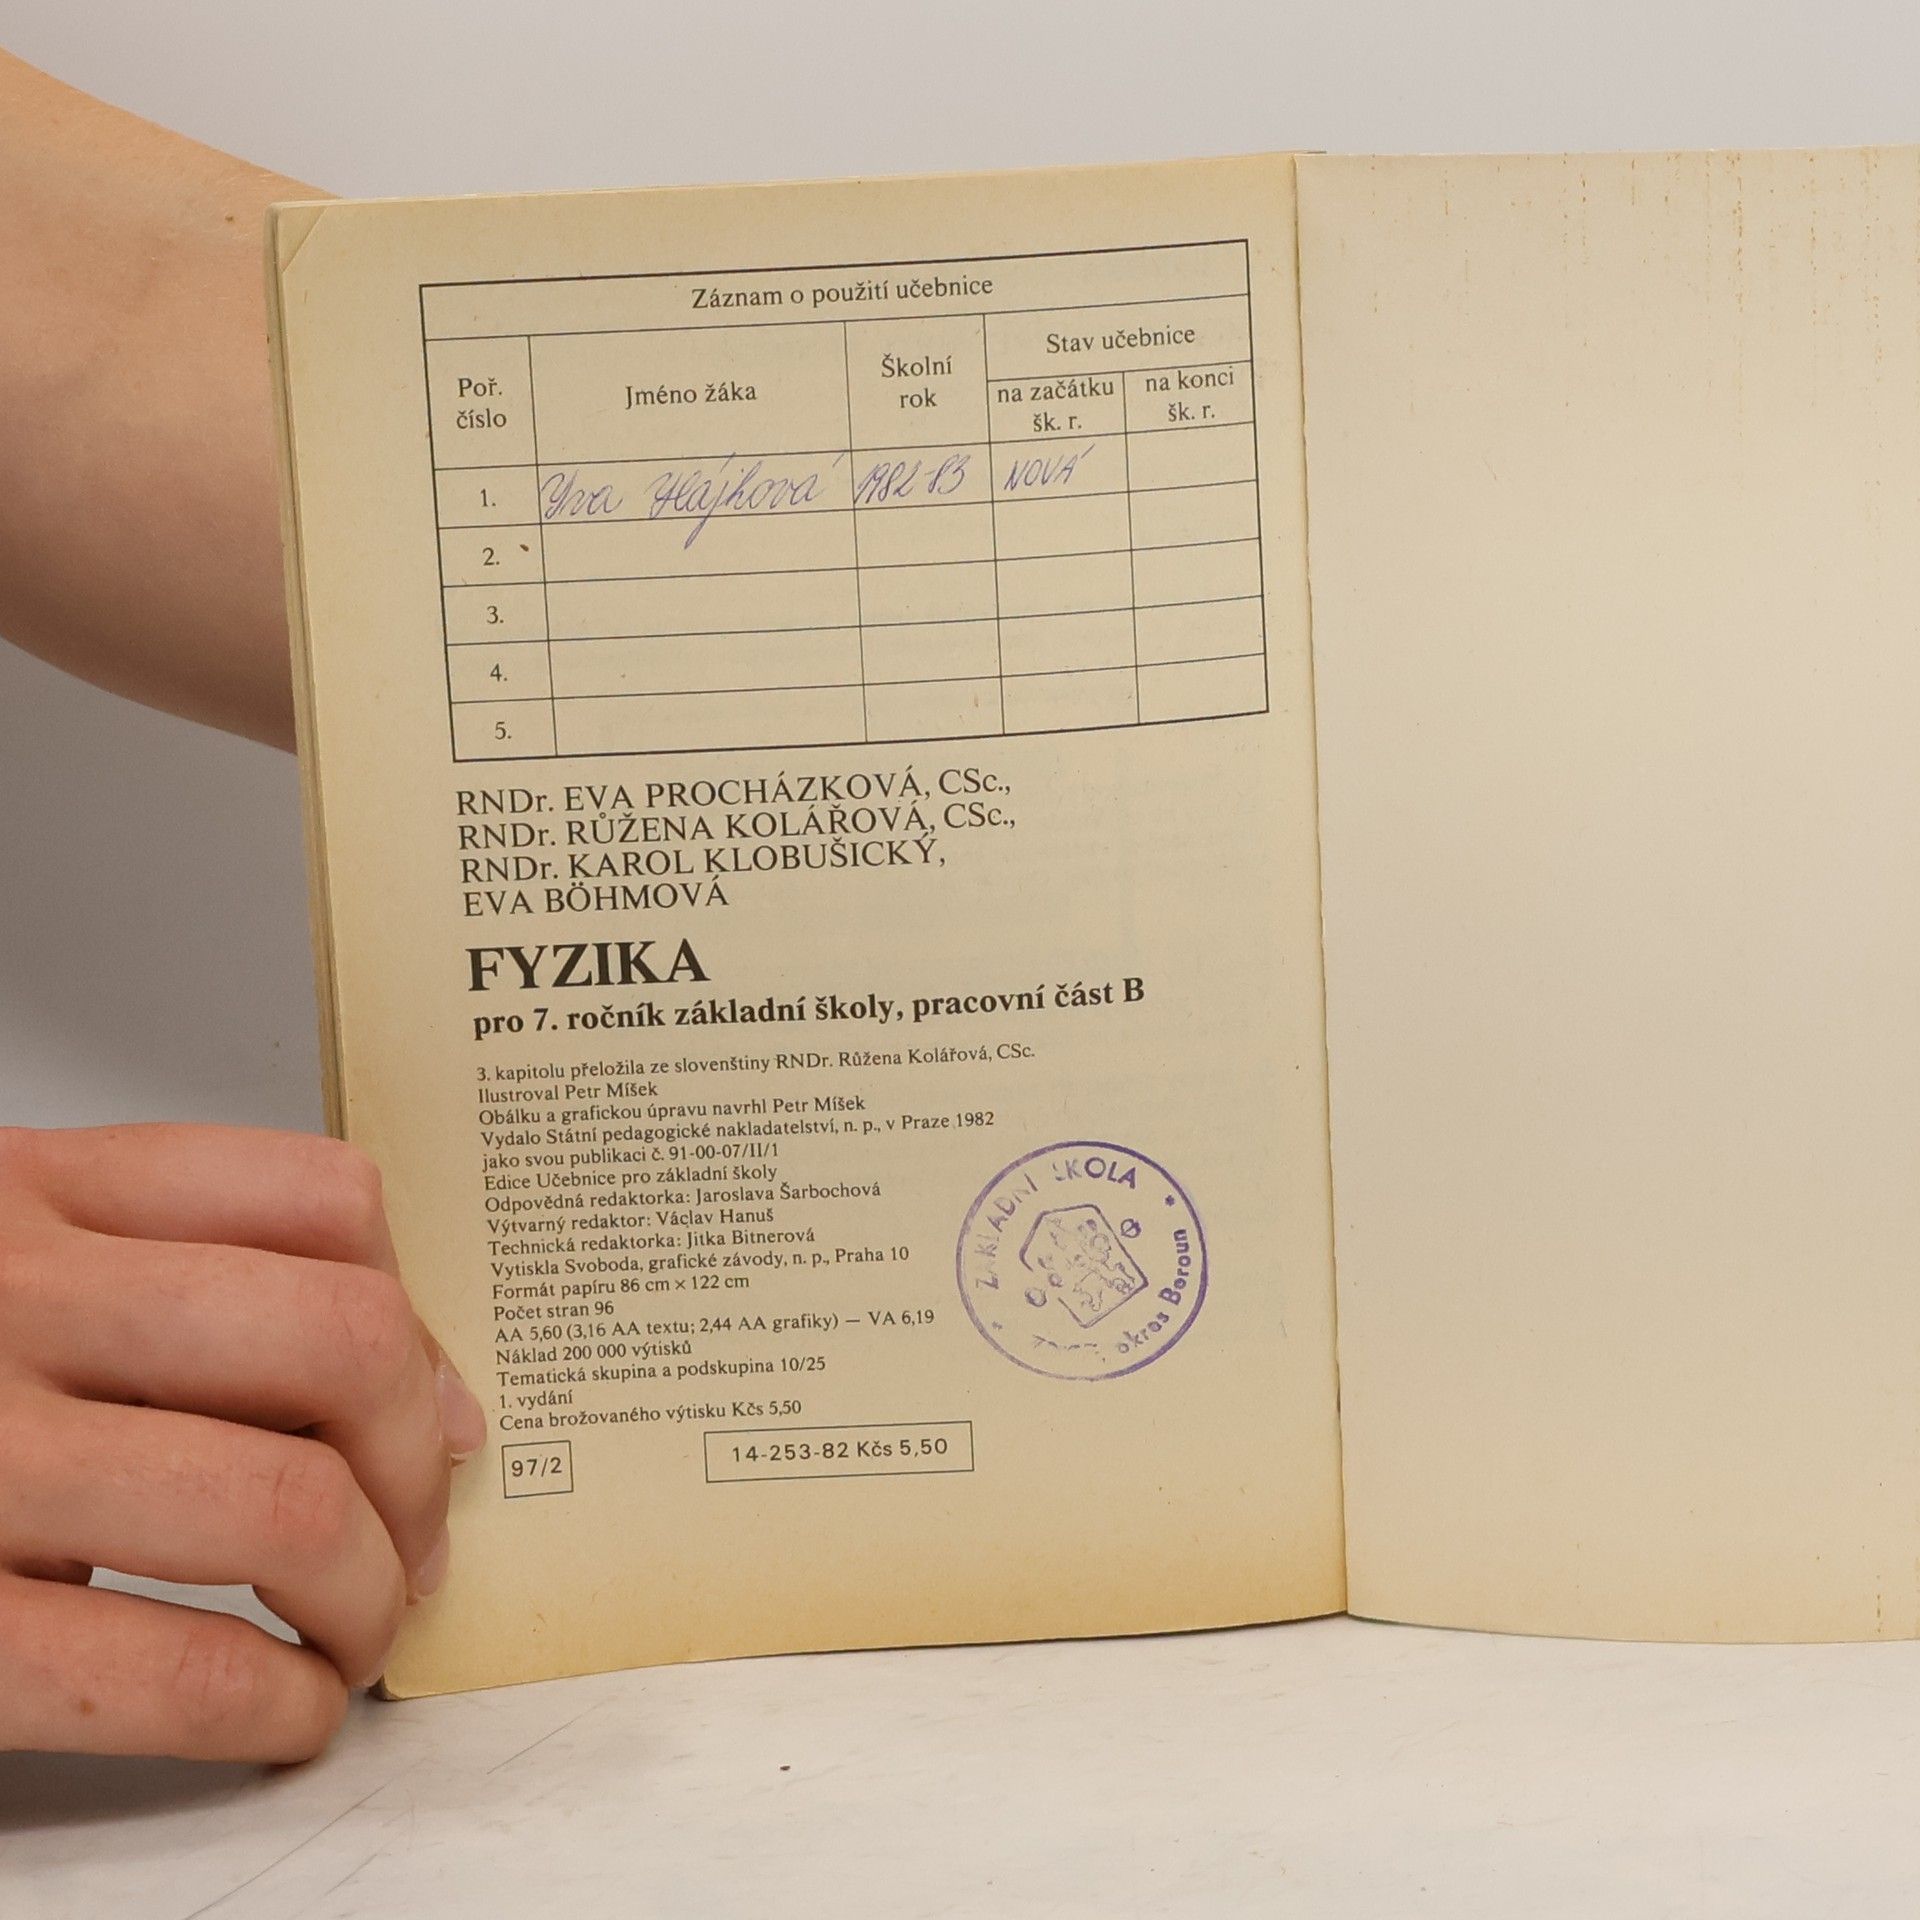 Záznam o použití učebnice
Poř. číslo
Jméno žáka
Školní rok
Stav učebnice
na začátku šk. r.
na konci šk. r.
1. 1982-83 NOVÁ
2.
3.
4.
5.
RNDr. EVA PROCHÁZKOVÁ, CSc.,
RNDr. RŮŽENA KOLÁŘOVÁ, CSc.,
RNDr. KAROL KLOBUŠICKÝ,
EVA BÖHMOVÁ
FYZIKA
pro 7. ročník základní školy, pracovní část B
3. kapitolu přeložila ze slovenštiny RNDr. Růžena Kolářová, CSc.
Ilustroval Petr Míšek
Obálku a grafickou úpravu navrhl Petr Míšek
Vydalo Státní pedagogické nakladatelství, n. p., v Praze 1982
jako svou publikaci č. 91-00-07/II/1
Edice Učebnice pro základní školy
Odpovědná redaktorka: Jaroslava Šarbochová
Výtvarný redaktor: Václav Hanuš
Technická redaktorka: Jitka Bitnerová
Vytiskla Svoboda, grafické závody, n. p., Praha 10
Formát papíru 86 cm × 122 cm
Počet stran 96
AA 5,60 (3,16 AA textu; 2,44 AA grafiky) — VA 6,19
Náklad 200 000 výtisků
Tematická skupina a podskupina 10/25
1. vydání
Cena brožovaného výtisku Kčs 5,50
97/2
14-253-82 Kčs 5,50
ZÁKLADNÍ ŠKOLA
okres Beroun